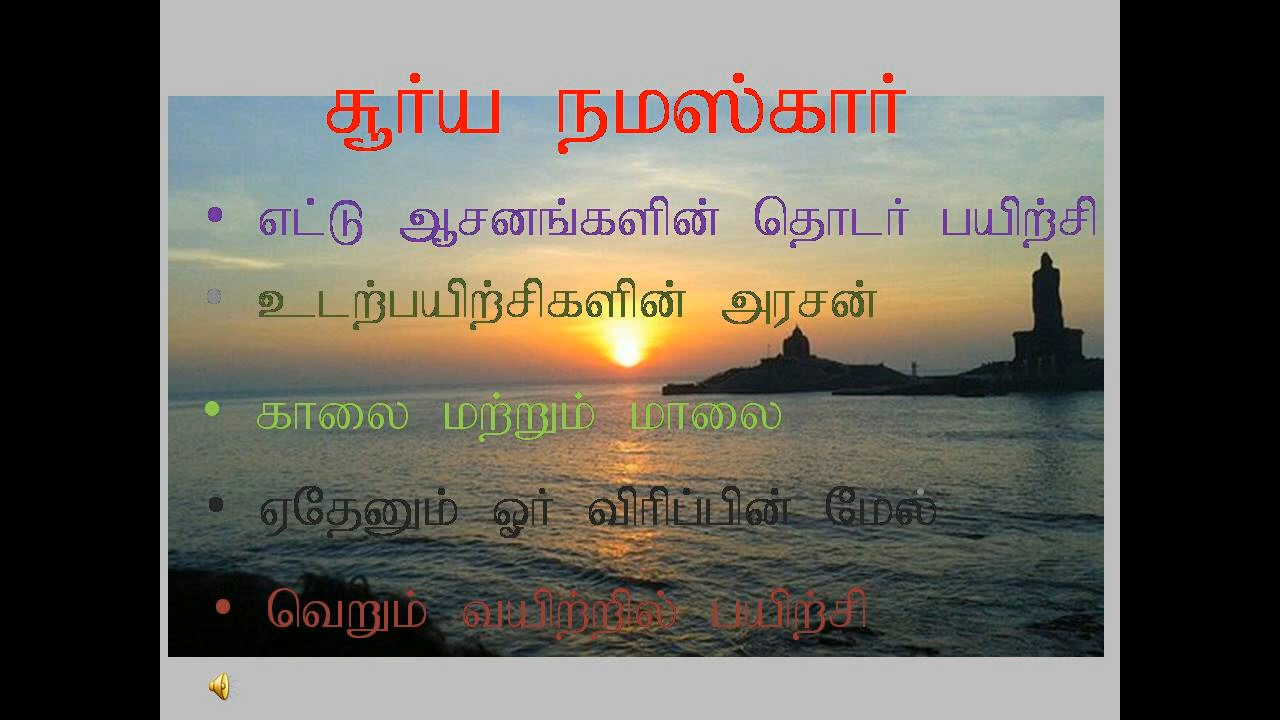 சூர்ய நமஸ்கார்
• எட்டு ஆசனங்களின் தொடர் பயிற்சி
• உடற்பயிற்சிகளின் அரசன்
• காலை மற்றும் மாலை
• ஏதேனும் ஓர் விரிப்பின் மேல்
• வெறும் வயிற்றில் பயிற்சி